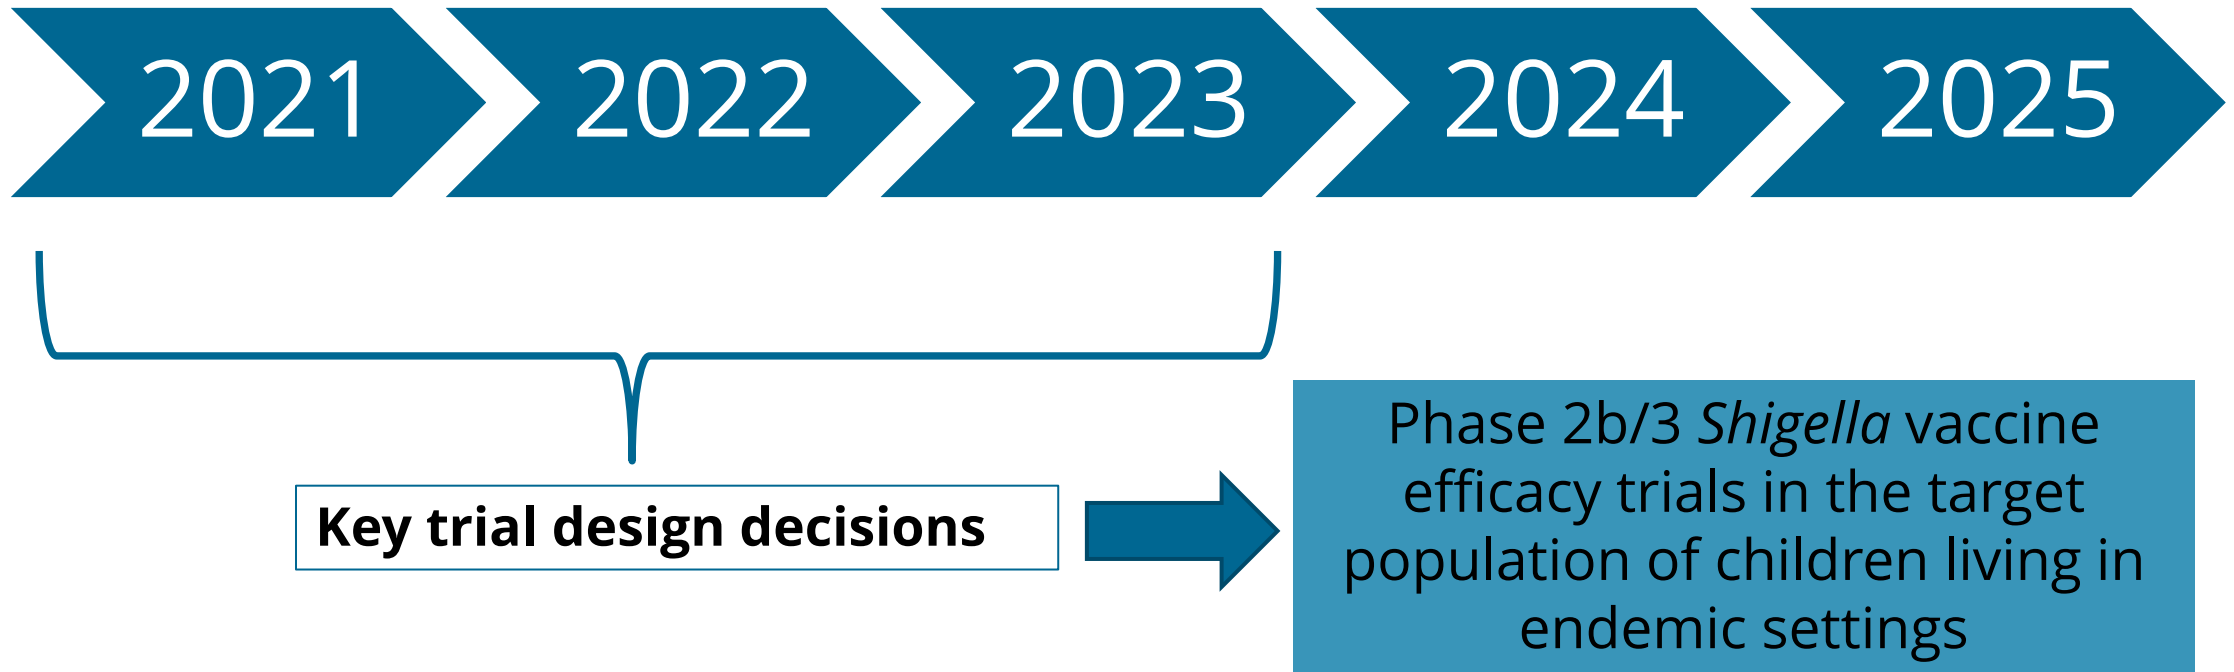 2021
2022
2023
2024
2025
Key trial design decisions
Phase 2b/3 Shigella vaccine
efficacy trials in the target
population of children living in
endemic settings